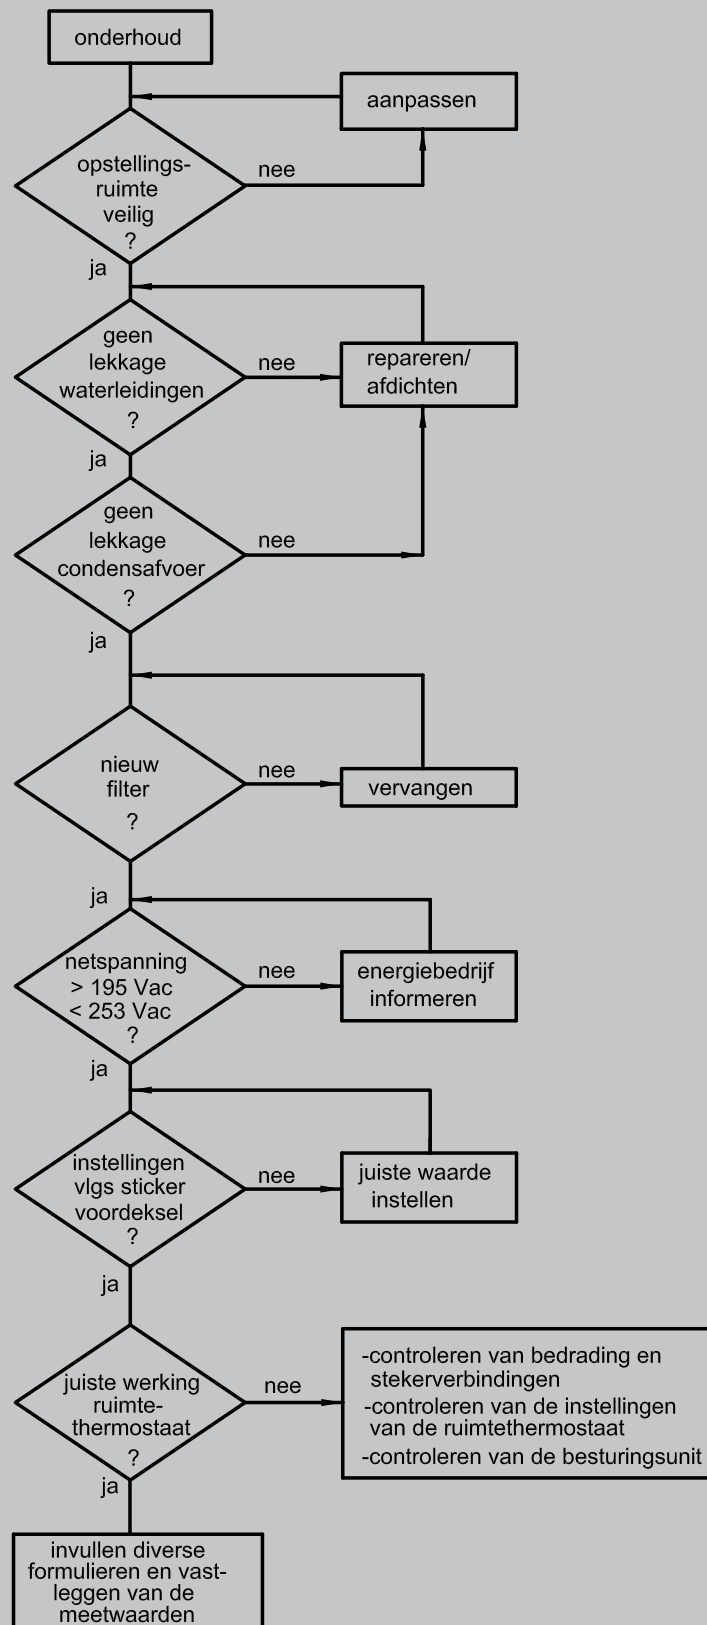 onderhoud
aanpassen
opstellings-
ruimte
veilig
?
nee
ja
geen
lekkage
waterleidingen
?
nee
repareren/
afdichten
ja
geen
lekkage
condensafvoer
?
nee
ja
nieuw
filter
?
nee
vervangen
ja
netspanning
> 195 Vac
< 253 Vac
?
nee
energiebedrijf
informeren
ja
instellingen
vlgs sticker
voordeksel
?
nee
juiste waarde
instellen
ja
juiste werking
ruimte-
thermostaat
?
nee
-controleren van bedrading en
stekerverbindingen
-controleren van de instellingen
van de ruimtethermostaat
-controleren van de besturingsunit
ja
invullen diverse
formulieren en vast-
leggen van de
meetwaarden